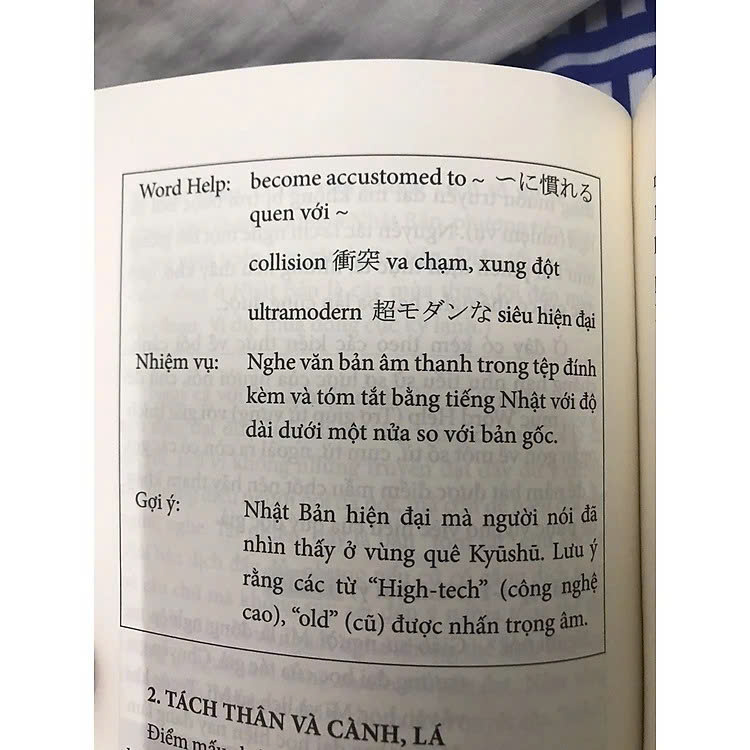 Word Help: become accustomed to ~ ～に慣れる
quen với ~
collision 衝突 va chạm, xung đột
ultramodern 超モダンな siêu hiện đại
Nhiệm vụ: Nghe văn bản âm thanh trong tệp đính
kèm và tóm tắt bằng tiếng Nhật với độ
dài dưới một nửa so với bản gốc.
Gợi ý: Nhật Bản hiện đại mà người nói đã
nhìn thấy ở vùng quê Kyūshū. Lưu ý
rằng các từ “High-tech” (công nghệ
cao), “old” (cũ) được nhấn trọng âm.
2. TÁCH THÂN VÀ CÀNH, LÁ
Điểm mấu